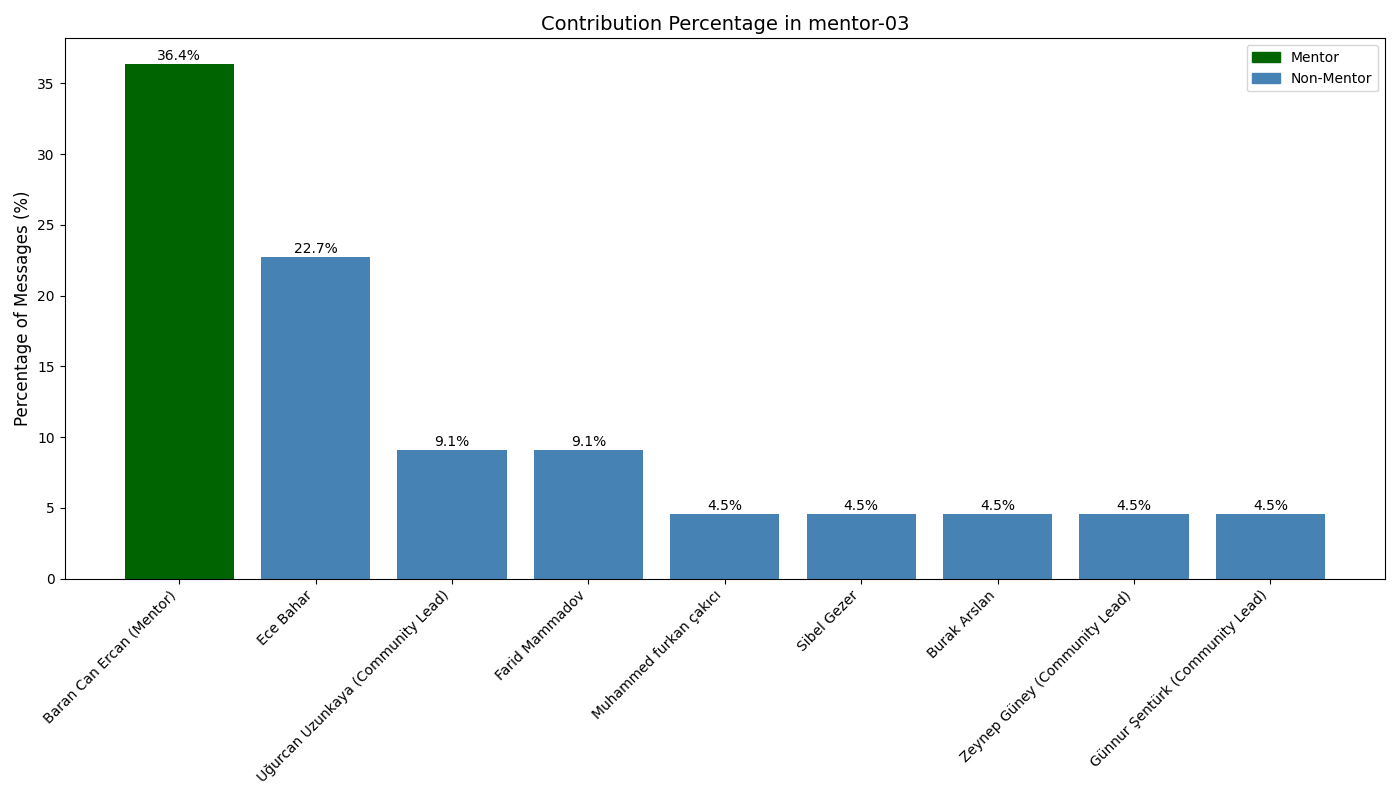 Contribution Percentage in mentor-03
Mentor
Non-Mentor
Percentage of Messages (%)
35
30
25
20
15
10
5
0
36.4%
22.7%
9.1%
9.1%
4.5%
4.5%
4.5%
4.5%
4.5%
Baran Can Ercan (Mentor)
Ece Bahar
Uğurcan Uzunkaya (Community Lead)
Farid Mammadov
Muhammed furkan çakıcı
Sibel Gezer
Burak Arslan
Zeynep Güney (Community Lead)
Günnur Şentürk (Community Lead)